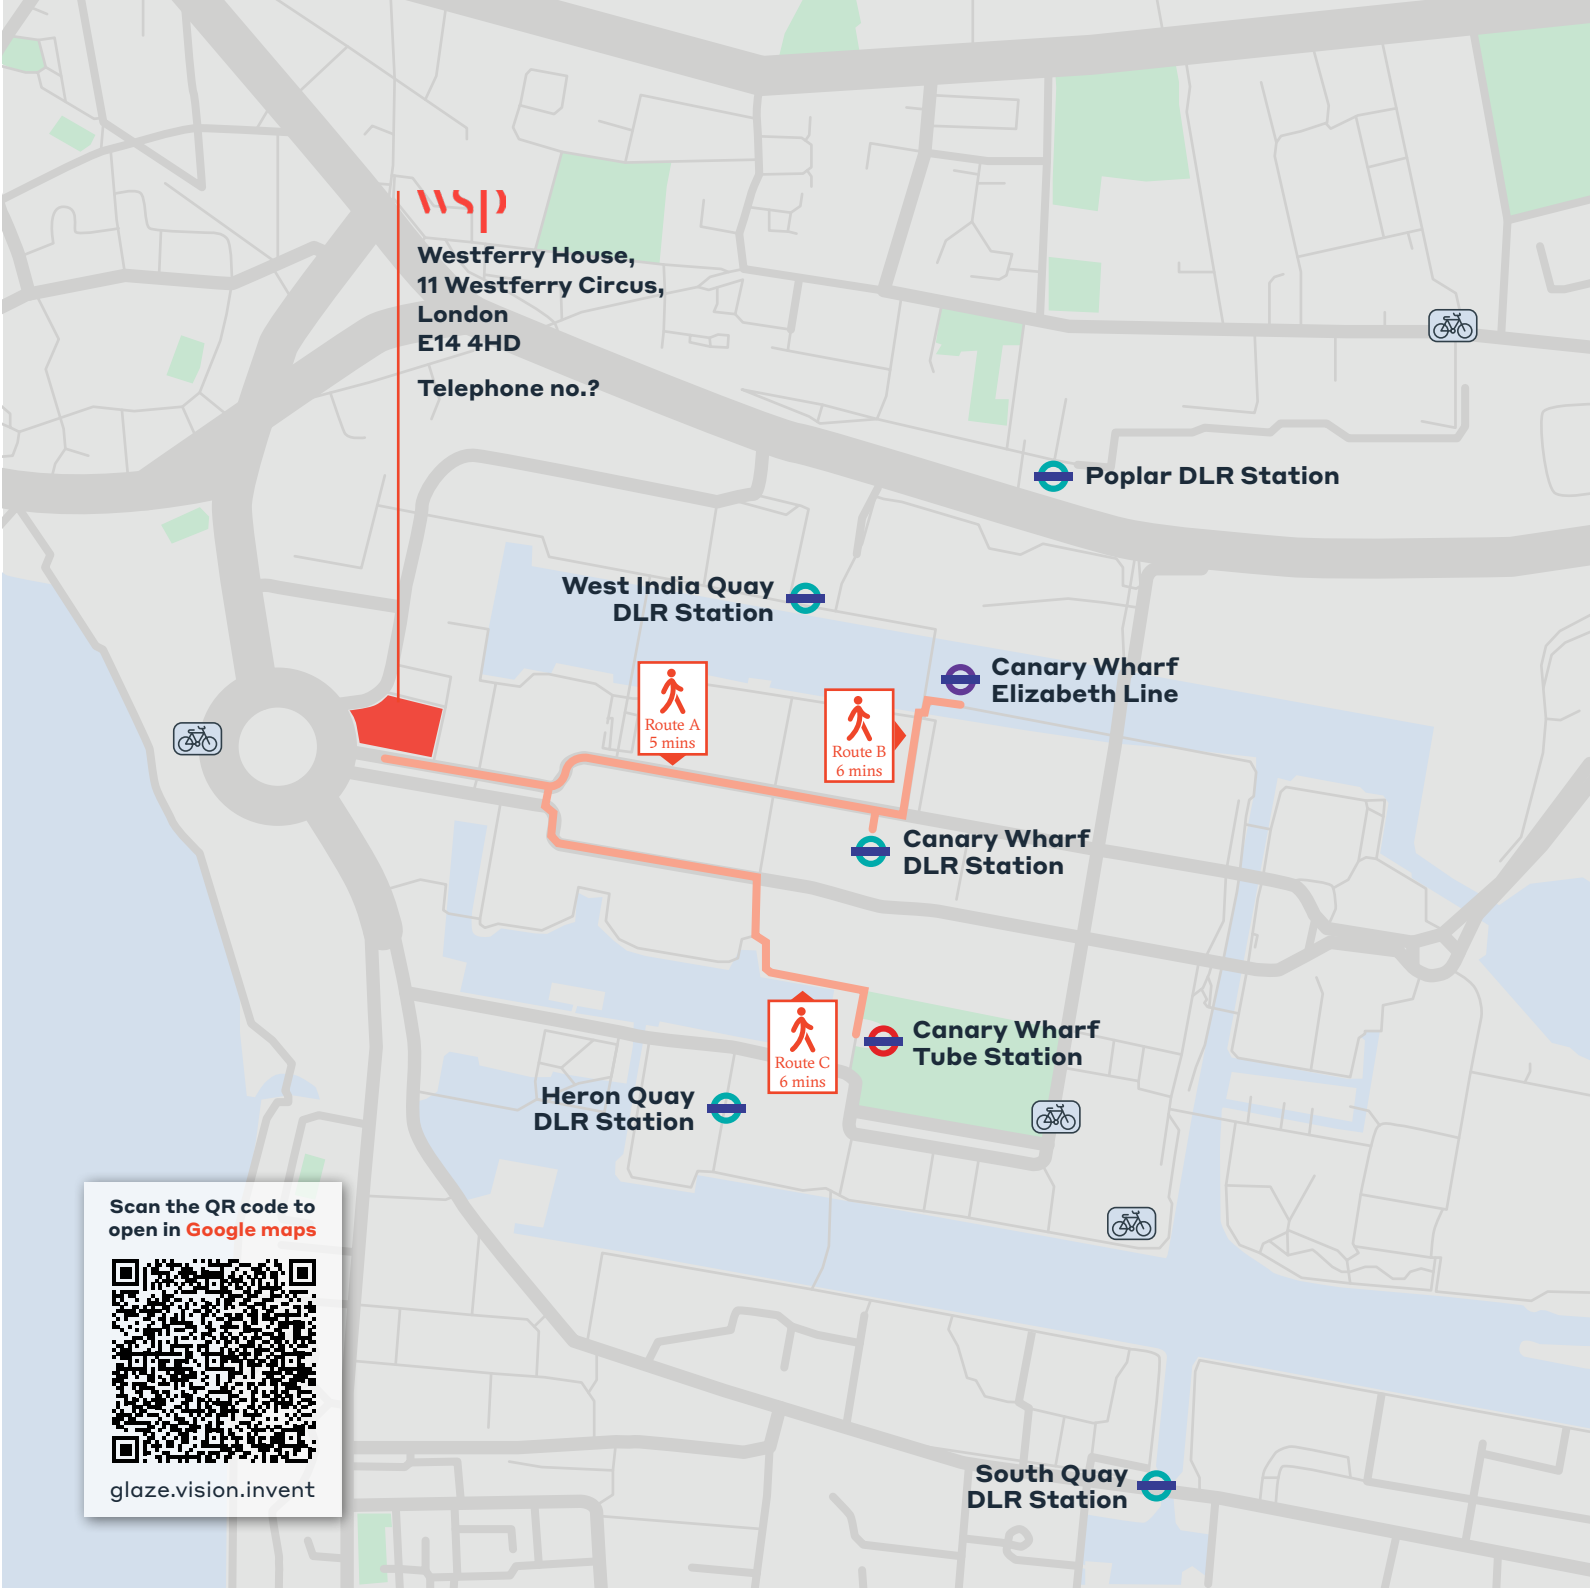 wsp
Westferry House,
11 Westferry Circus,
London
E14 4HD
Telephone no.?
Poplar DLR Station
West India Quay
DLR Station
Canary Wharf
Elizabeth Line
Route A
5 mins
Route B
6 mins
Canary Wharf
DLR Station
Canary Wharf
Tube Station
Route C
6 mins
Heron Quay
DLR Station
Scan the QR code to
open in Google maps
glaze.vision.invent
South Quay
DLR Station